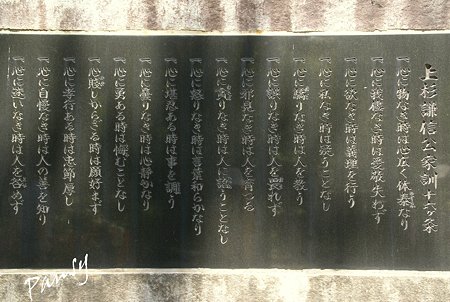 上杉謙信公家訓十六ケ条
一、心に物なき時は心広く体泰なり
一、心に我儘なき時は愛敬失わず
一、心に欲なき時は義理を行う
一、心に私なき時は疑うことなし
一、心に驕りなき時は人を教う
一、心に誤りなき時は人を畏れず
一、心に邪見なき時は人を育つる
一、心に貪りなき時は人に諂うことなし
一、心に怒りなき時は言葉和らかなり
一、心に堪忍ある時は事を調う
一、心に曇りなき時は心静かなり
一、心に勇ある時は悔むことなし
一、心賤しからざる時は願好まず
一、心に孝行ある時は忠節厚し
一、心に自慢なき時は人の善を知り
一、心に迷いなき時は人を咎めず
Pansy